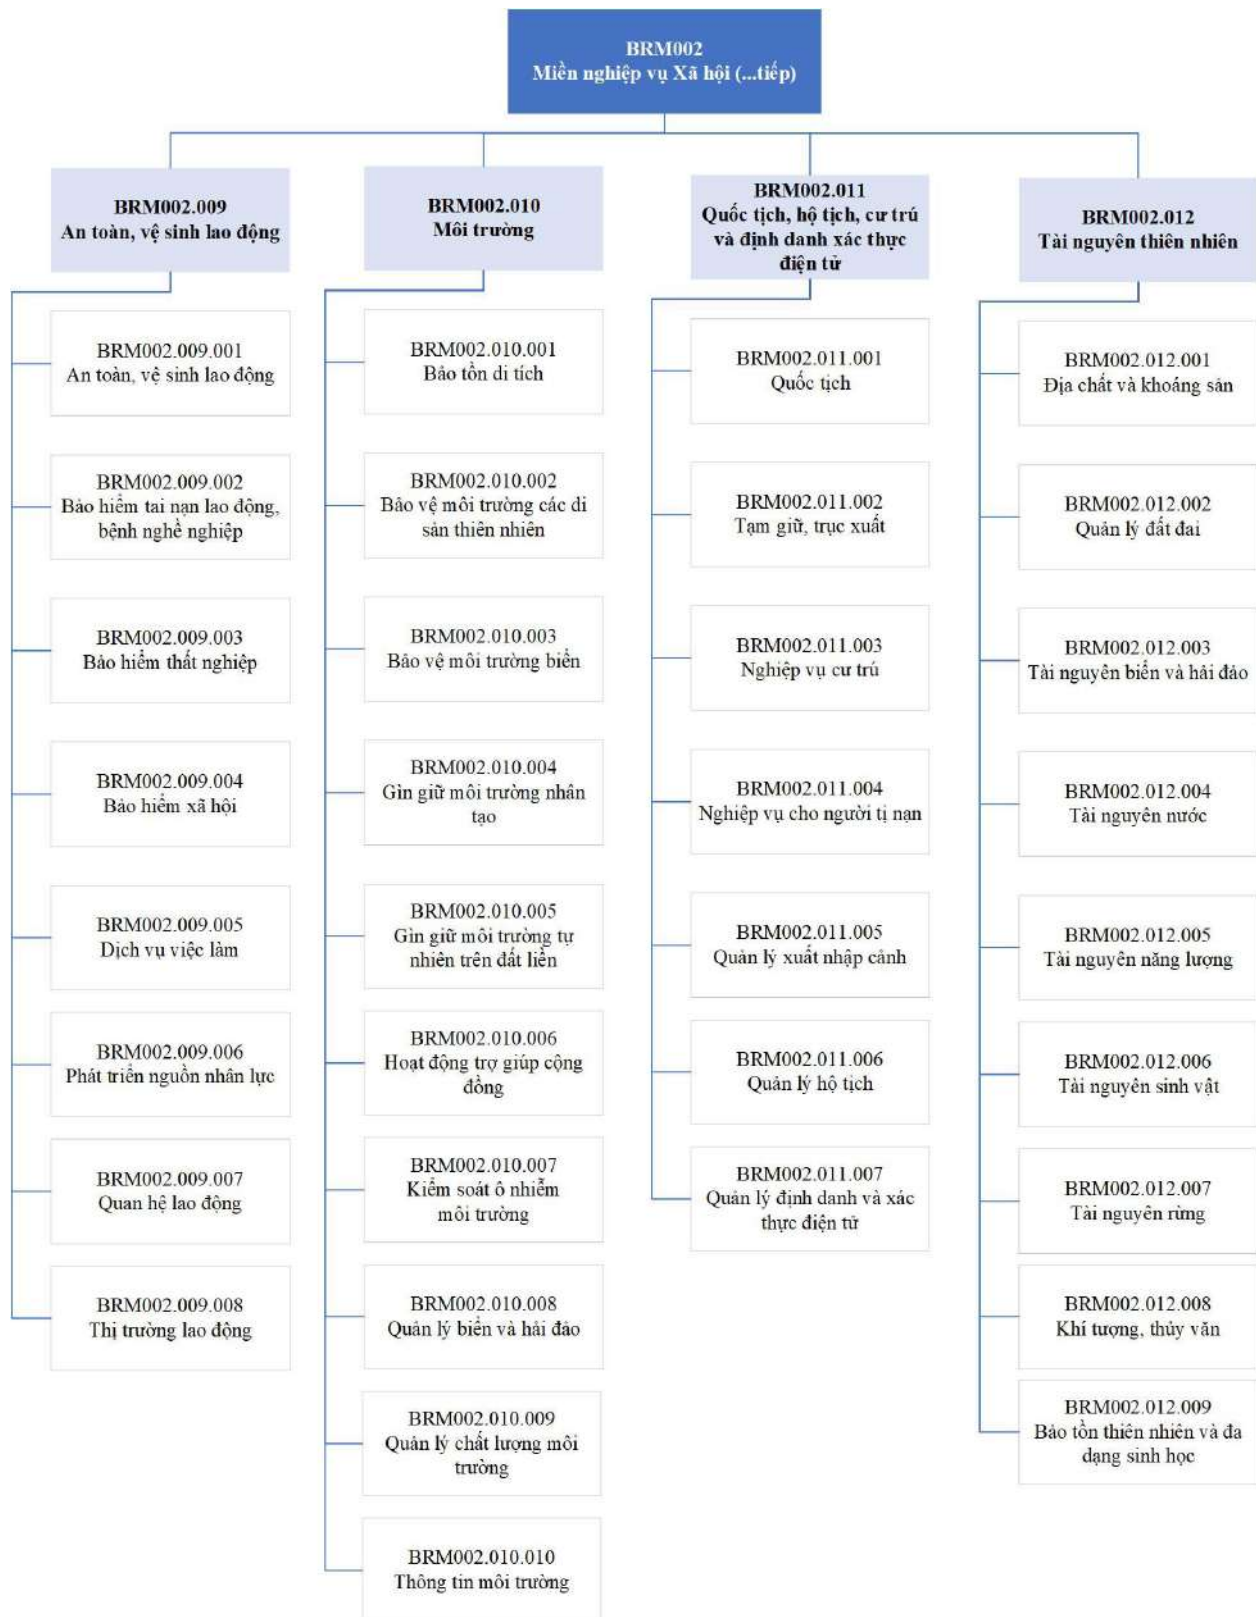 BRM002
Miền nghiệp vụ Xã hội (...tiếp)
BRM002.009
An toàn, vệ sinh lao động
BRM002.009.001
An toàn, vệ sinh lao động
BRM002.009.002
Bảo hiểm tai nạn lao động,
bệnh nghề nghiệp
BRM002.009.003
Bảo hiểm thất nghiệp
BRM002.009.004
Bảo hiểm xã hội
BRM002.009.005
Dịch vụ việc làm
BRM002.009.006
Phát triển nguồn nhân lực
BRM002.009.007
Quan hệ lao động
BRM002.009.008
Thị trường lao động
BRM002.010
Môi trường
BRM002.010.001
Bảo tồn di tích
BRM002.010.002
Bảo vệ môi trường các di
sản thiên nhiên
BRM002.010.003
Bảo vệ môi trường biển
BRM002.010.004
Gìn giữ môi trường nhân
tạo
BRM002.010.005
Gìn giữ môi trường tự
nhiên trên đất liền
BRM002.010.006
Hoạt động trợ giúp cộng
đồng
BRM002.010.007
Kiểm soát ô nhiễm
môi trường
BRM002.010.008
Quản lý biển và hải đảo
BRM002.010.009
Quản lý chất lượng môi
trường
BRM002.010.010
Thông tin môi trường
BRM002.011
Quốc tịch, hộ tịch, cư trú
và định danh xác thực
điện tử
BRM002.011.001
Quốc tịch
BRM002.011.002
Tạm giữ, trục xuất
BRM002.011.003
Nghiệp vụ cư trú
BRM002.011.004
Nghiệp vụ cho người tị nạn
BRM002.011.005
Quản lý xuất nhập cảnh
BRM002.011.006
Quản lý hộ tịch
BRM002.011.007
Quản lý định danh và xác
thực điện tử
BRM002.012
Tài nguyên thiên nhiên
BRM002.012.001
Địa chất và khoáng sản
BRM002.012.002
Quản lý đất đai
BRM002.012.003
Tài nguyên biển và hải đảo
BRM002.012.004
Tài nguyên nước
BRM002.012.005
Tài nguyên năng lượng
BRM002.012.006
Tài nguyên sinh vật
BRM002.012.007
Tài nguyên rừng
BRM002.012.008
Khí tượng, thủy văn
BRM002.012.009
Bảo tồn thiên nhiên và đa
dạng sinh học